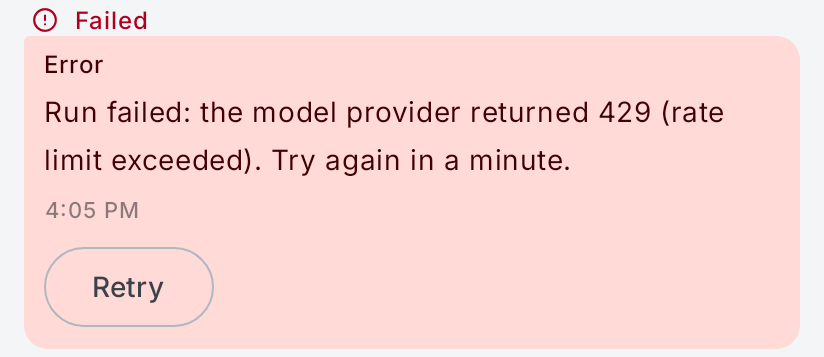 Failed
Error
Run failed: the model provider returned 429 (rate
limit exceeded). Try again in a minute.
4:05 PM
Retry